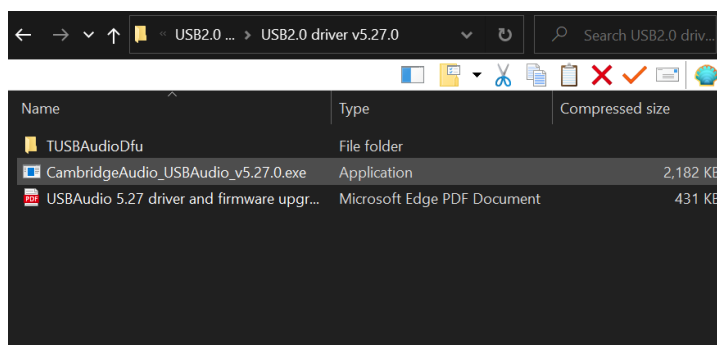 « USB2.0 ... > USB2.0 driver v5.27.0 Search USB2.0 driv...
Name Type Compressed size
TUSBAudioDfu File folder
CambridgeAudio_USBAudio_v5.27.0.exe Application 2,182 KB
PDF USBAudio 5.27 driver and firmware upgr... Microsoft Edge PDF Document 431 KB